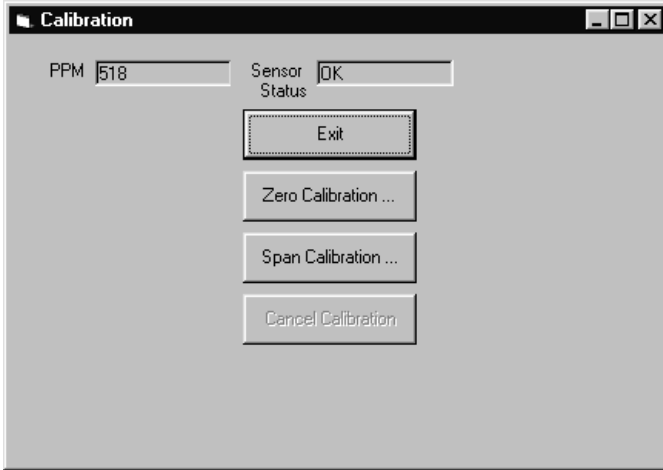 Calibration
PPM 518 Sensor Status OK
Exit
Zero Calibration ...
Span Calibration ...
Cancel Calibration